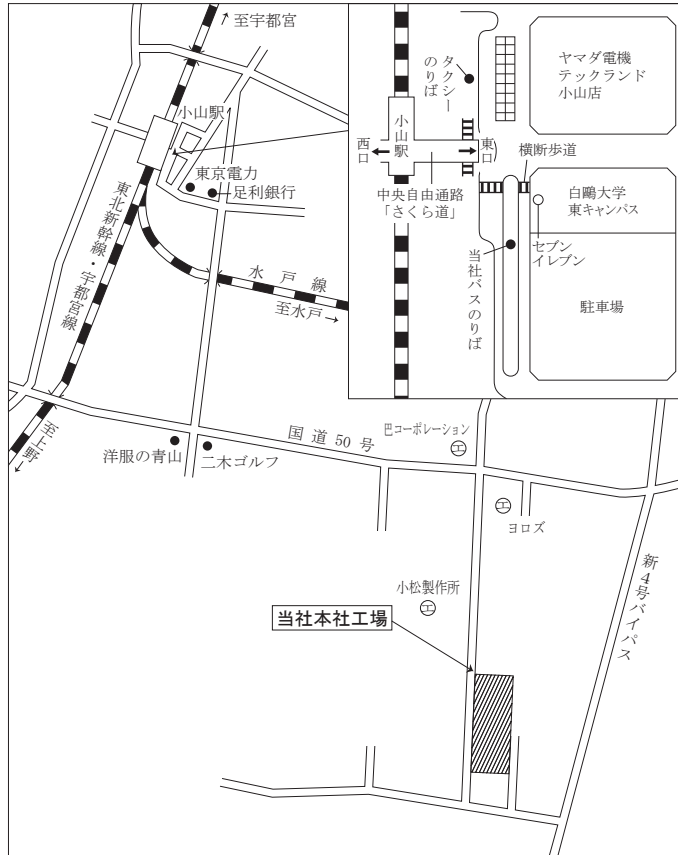 至宇都宮
小山駅
東京電力
足利銀行
東北新幹線・宇都宮線
水戸線
至水戸
至上野
国道50号
洋服の青山
二木ゴルフ
巴コーポレーション
工
工
ヨロズ
小松製作所
工
当社本社工場
新4号バイパス
タクシー
のりば
ヤマダ電機
テックランド
小山店
西口
小山駅
東口
横断歩道
中央自由通路
「さくら道」
白鷗大学
東キャンパス
セブン
イレブン
当社バスのりば
駐車場